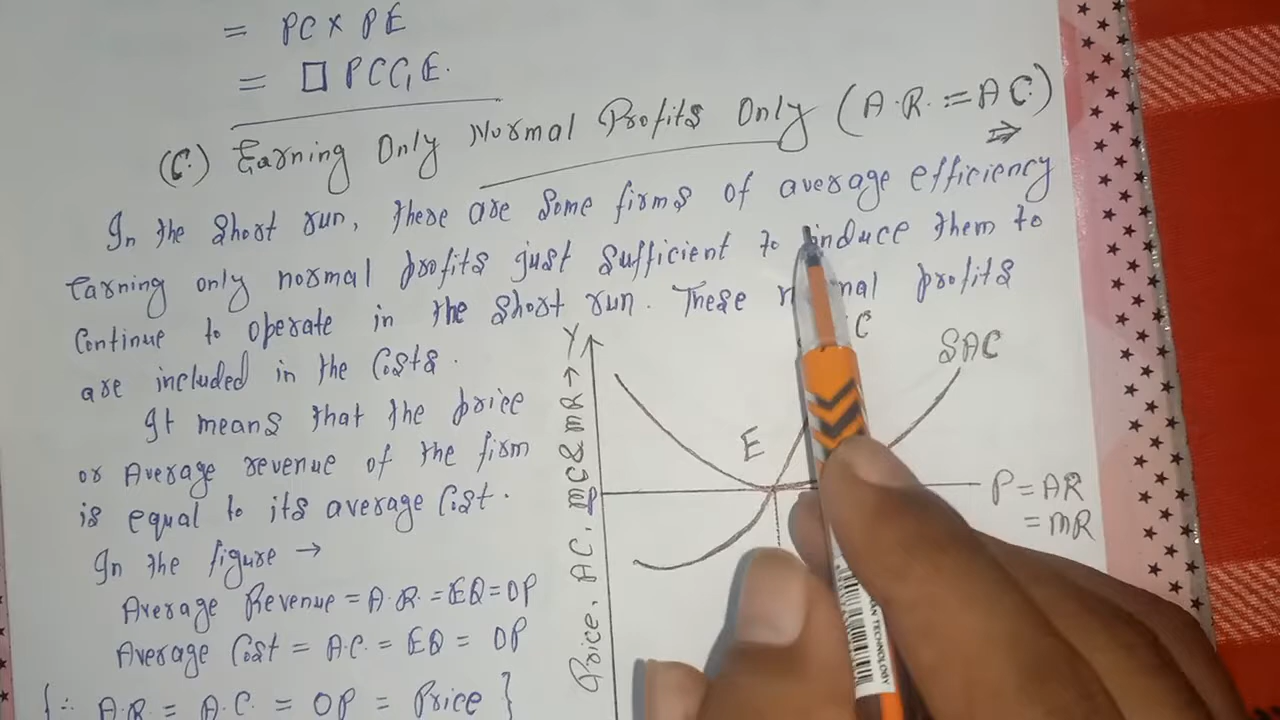 = PC × PE
= □ PCC₁E.
(C.) Earning Only Normal Profits Only (A.R. = AC)
In the Short run, there are some firms of average efficiency
Earning only normal profits just sufficient to induce them to
Continue to operate in the short run. These profits
are included in the Costs.
It means that the price
or Average revenue of the firm
is equal to its average Cost.
In the figure →
Average Revenue = A.R. = EQ = OP
Average Cost = A.C. = EQ = OP
{∴ A.R. = A.C. = OP = Price}
Price, AC. MC & MR → Y
P
E
C
SAC
P = AR
= MR
TECHNOLOGY